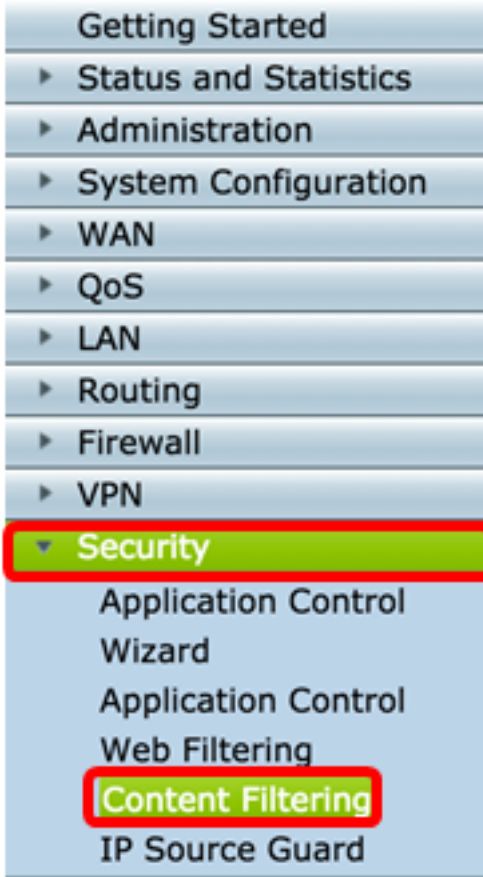 Getting Started
Status and Statistics
Administration
System Configuration
WAN
QoS
LAN
Routing
Firewall
VPN
Security
Application Control
Wizard
Application Control
Web Filtering
Content Filtering
IP Source Guard